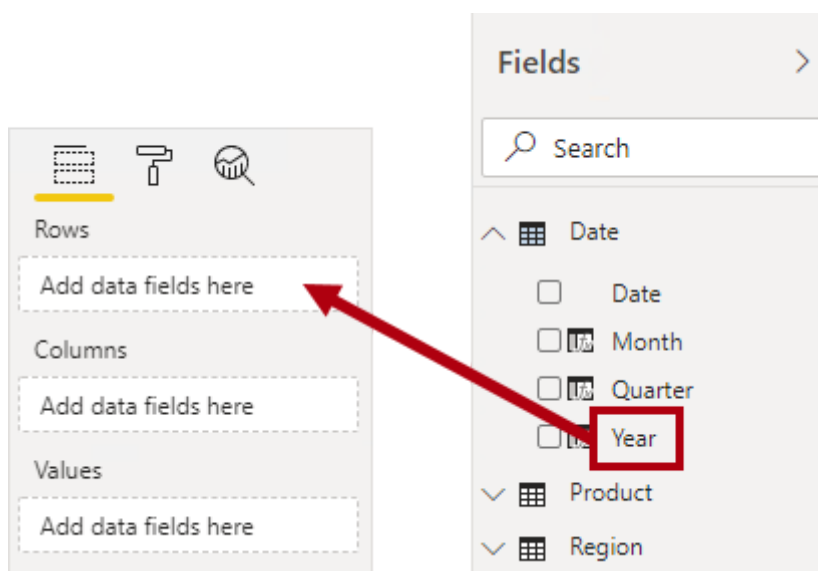 Rows
Add data fields here
Columns
Add data fields here
Values
Add data fields here
Fields
Search
Date
Date
Month
Quarter
Year
Product
Region